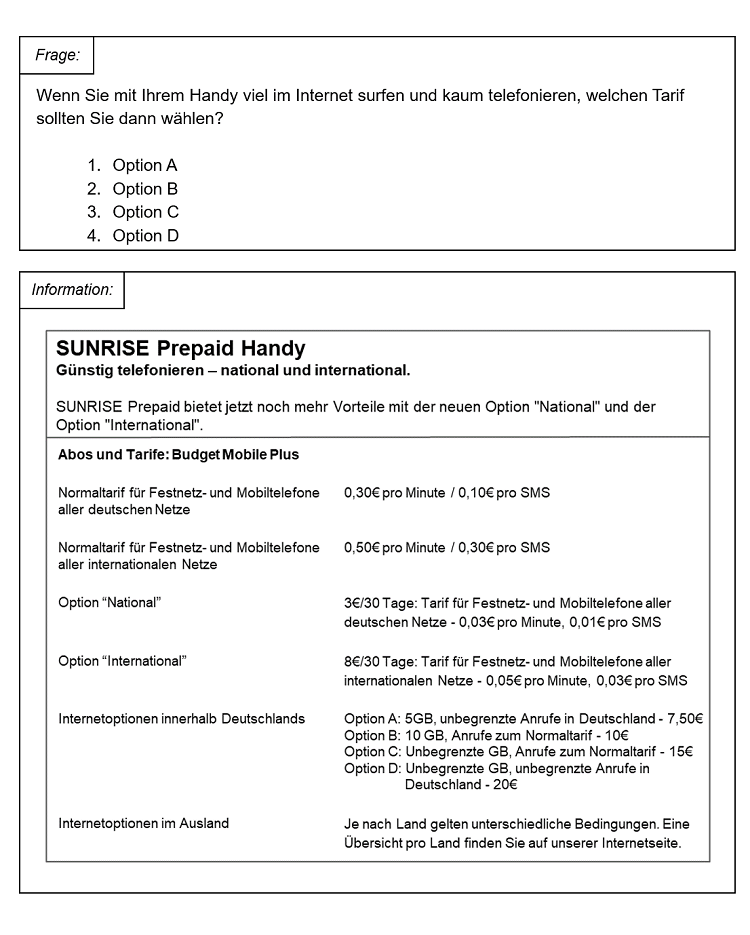 Frage:
Wenn Sie mit Ihrem Handy viel im Internet surfen und kaum telefonieren, welchen Tarif
sollten Sie dann wählen?
1. Option A
2. Option B
3. Option C
4. Option D
Information:
SUNRISE Prepaid Handy
Günstig telefonieren – national und international.
SUNRISE Prepaid bietet jetzt noch mehr Vorteile mit der neuen Option "National" und der
Option "International".
Abos und Tarife: Budget Mobile Plus
Normaltarif für Festnetz- und Mobiltelefone
aller deutschen Netze
0,30€ pro Minute / 0,10€ pro SMS
Normaltarif für Festnetz- und Mobiltelefone
aller internationalen Netze
0,50€ pro Minute / 0,30€ pro SMS
Option “National”
3€/30 Tage: Tarif für Festnetz- und Mobiltelefone aller
deutschen Netze - 0,03€ pro Minute, 0,01€ pro SMS
Option “International”
8€/30 Tage: Tarif für Festnetz- und Mobiltelefone aller
internationalen Netze - 0,05€ pro Minute, 0,03€ pro SMS
Internetoptionen innerhalb Deutschlands
Option A: 5GB, unbegrenzte Anrufe in Deutschland - 7,50€
Option B: 10 GB, Anrufe zum Normaltarif - 10€
Option C: Unbegrenzte GB, Anrufe zum Normaltarif - 15€
Option D: Unbegrenzte GB, unbegrenzte Anrufe in
Deutschland - 20€
Internetoptionen im Ausland
Je nach Land gelten unterschiedliche Bedingungen. Eine
Übersicht pro Land finden Sie auf unserer Internetseite.